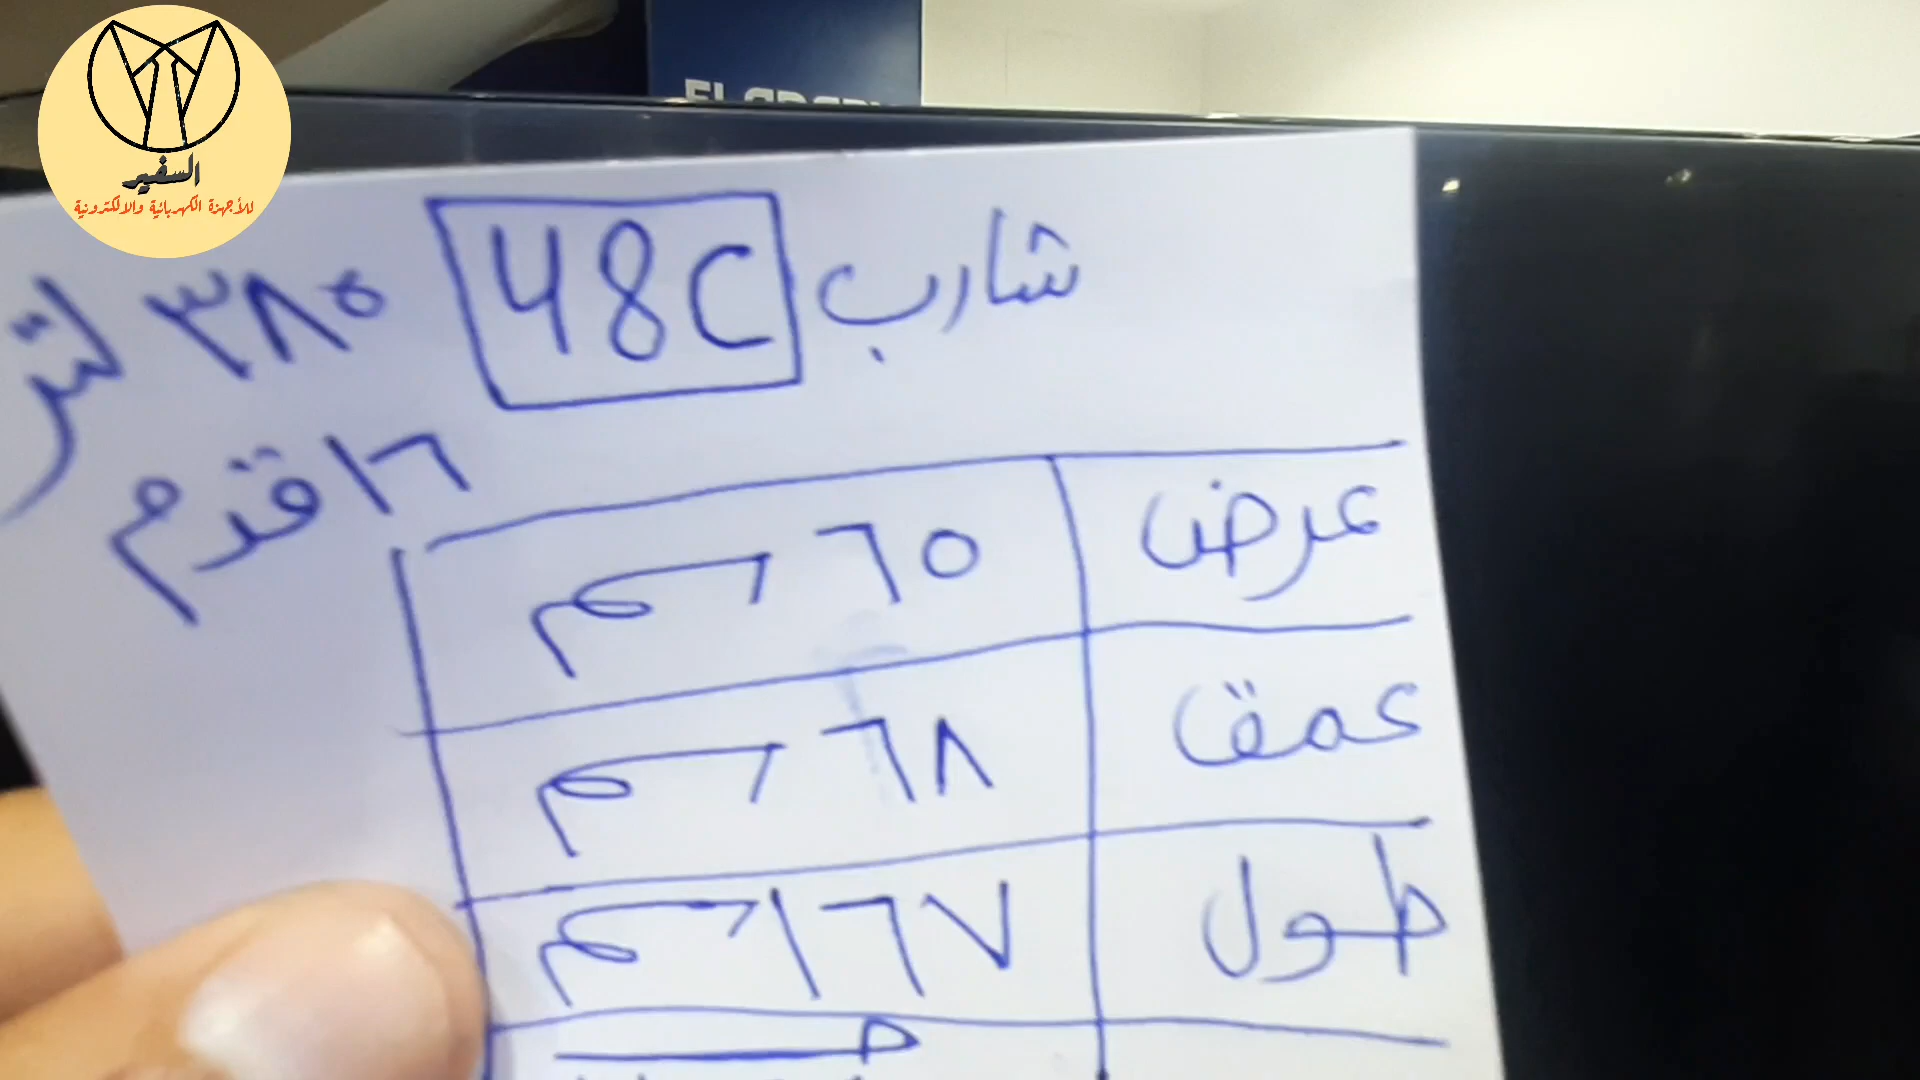 السفير
للأجهزة الكهربائية والالكترونية
شارب 48C ٣٨٥ لتر
١٦ قدم
عرض ٦٥ سم
عمق ٦٨ سم
طول ١٦٧ سم